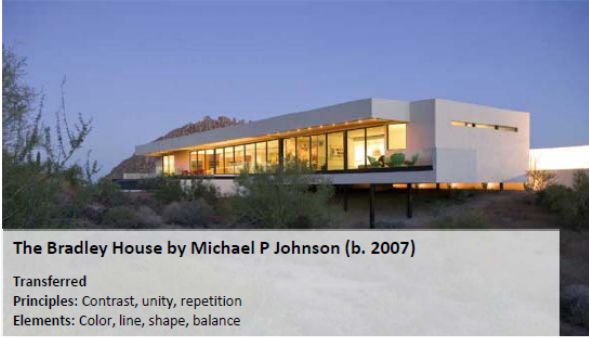 The Bradley House by Michael P Johnson (b. 2007)
Transferred
Principles: Contrast, unity, repetition
Elements: Color, line, shape, balance